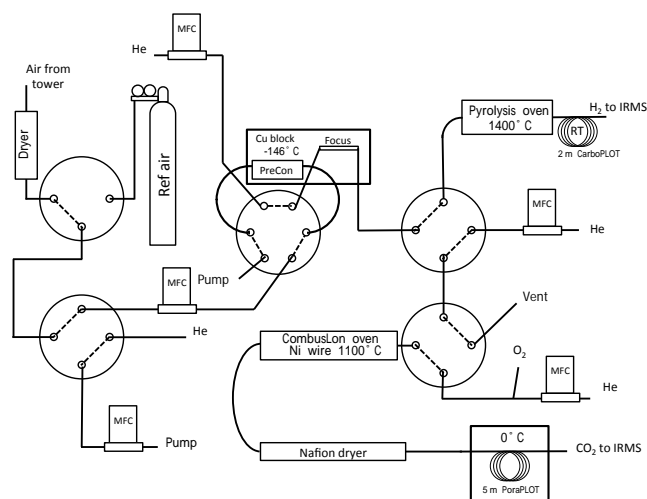 MFC
He
Air from
tower
Dryer
Ref air
Cu block
-146°C
Focus
PreCon
Pyrolysis oven
1400°C
H2 to IRMS
RT
2 m CarboPLOT
MFC
He
Pump
MFC
He
MFC
Pump
Vent
CombusLon oven
Ni wire 1100°C
O2
MFC
He
Nafion dryer
0°C
5 m PoraPLOT
CO2 to IRMS